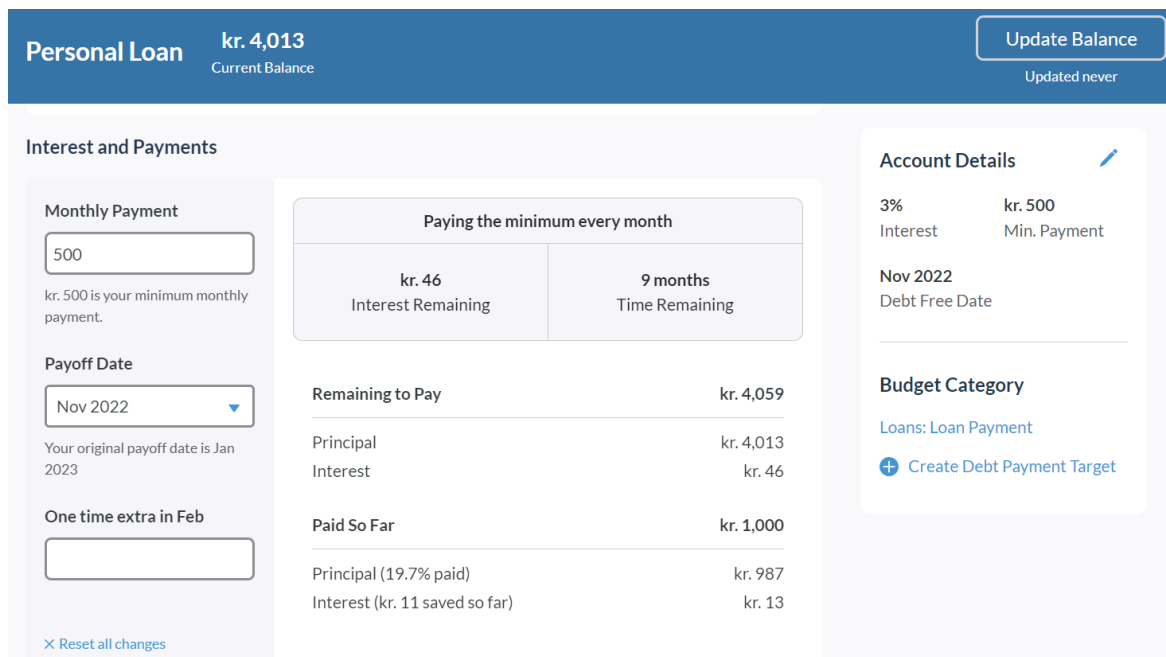 Personal Loan
kr. 4,013
Current Balance
Update Balance
Updated never
Interest and Payments
Monthly Payment
500
kr. 500 is your minimum monthly
payment.
Payoff Date
Nov 2022
Your original payoff date is Jan
2023
One time extra in Feb
Reset all changes
Paying the minimum every month
kr. 46
Interest Remaining
9 months
Time Remaining
Remaining to Pay kr. 4,059
Principal kr. 4,013
Interest kr. 46
Paid So Far kr. 1,000
Principal (19.7% paid) kr. 987
Interest (kr. 11 saved so far) kr. 13
Account Details
3%
Interest
kr. 500
Min. Payment
Nov 2022
Debt Free Date
Budget Category
Loans: Loan Payment
Create Debt Payment Target